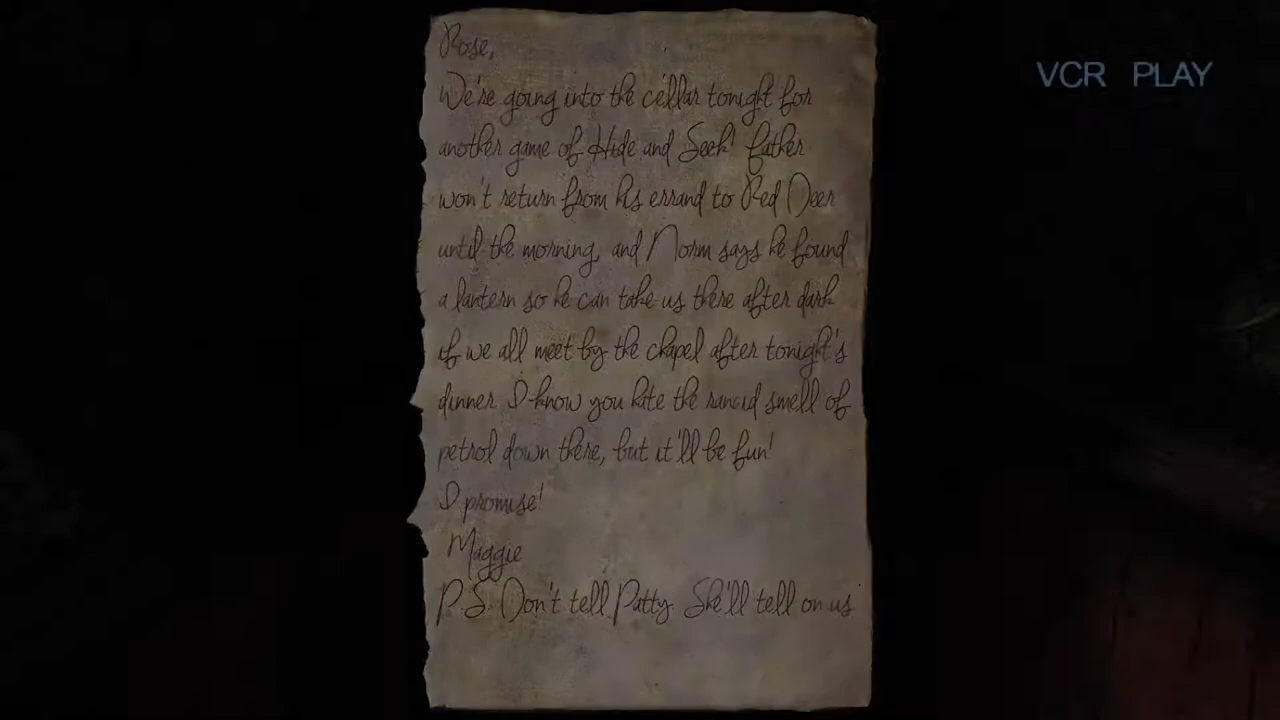 Rose,
VCR PLAY
We're going into the cellar tonight for
another game of Hide and Seek! Father
won't return from his errand to Red Deer
until the morning, and Norm says he found
a lantern so he can take us there after dark
if we all meet by the chapel after tonight's
dinner. I know you hate the rancid smell of
petrol down there, but it'll be fun!
I promise!
Maggie
P.S. Don't tell Patty. She'll tell on us.